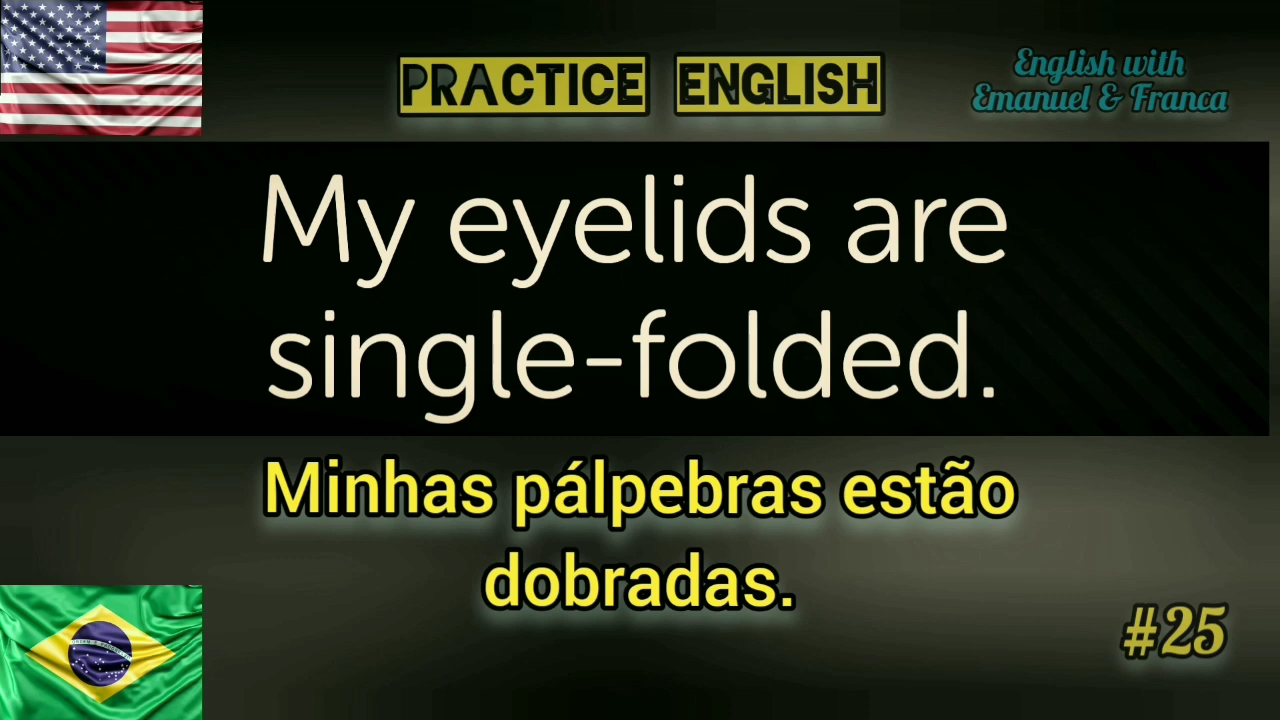 PRACTICE ENGLISH
English with
Emanuel & Franca
My eyelids are
single-folded.
Minhas pálpebras estão
dobradas.
#25